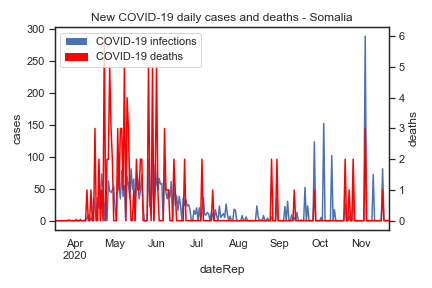 New COVID-19 daily cases and deaths - Somalia
COVID-19 infections
COVID-19 deaths
300
250
200
150
100
50
0
cases
6
5
4
3
2
1
0
deaths
Apr May Jun Jul Aug Sep Oct Nov
2020
dateRep